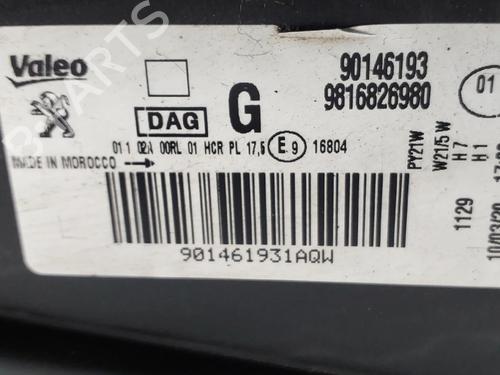 Valeo
90146193
9816826980
01
DAG
G
01 1 02A 00RL 01 HCR PL 17,5 E 9 16804
MADE IN MOROCCO
901461931AQW
PY21W
W21/5 W
H7
H1
1129